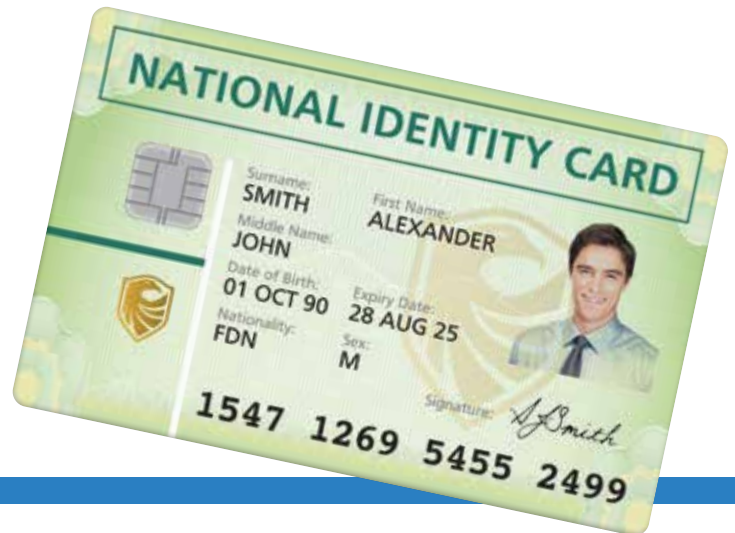 NATIONAL IDENTITY CARD
Surname: First Name:
SMITH ALEXANDER
Middle Name:
JOHN
Date of Birth: Expiry Date:
01 OCT 90 28 AUG 25
Nationality: Sex:
FDN M
Signature: AJSmith
1547 1269 5455 2499